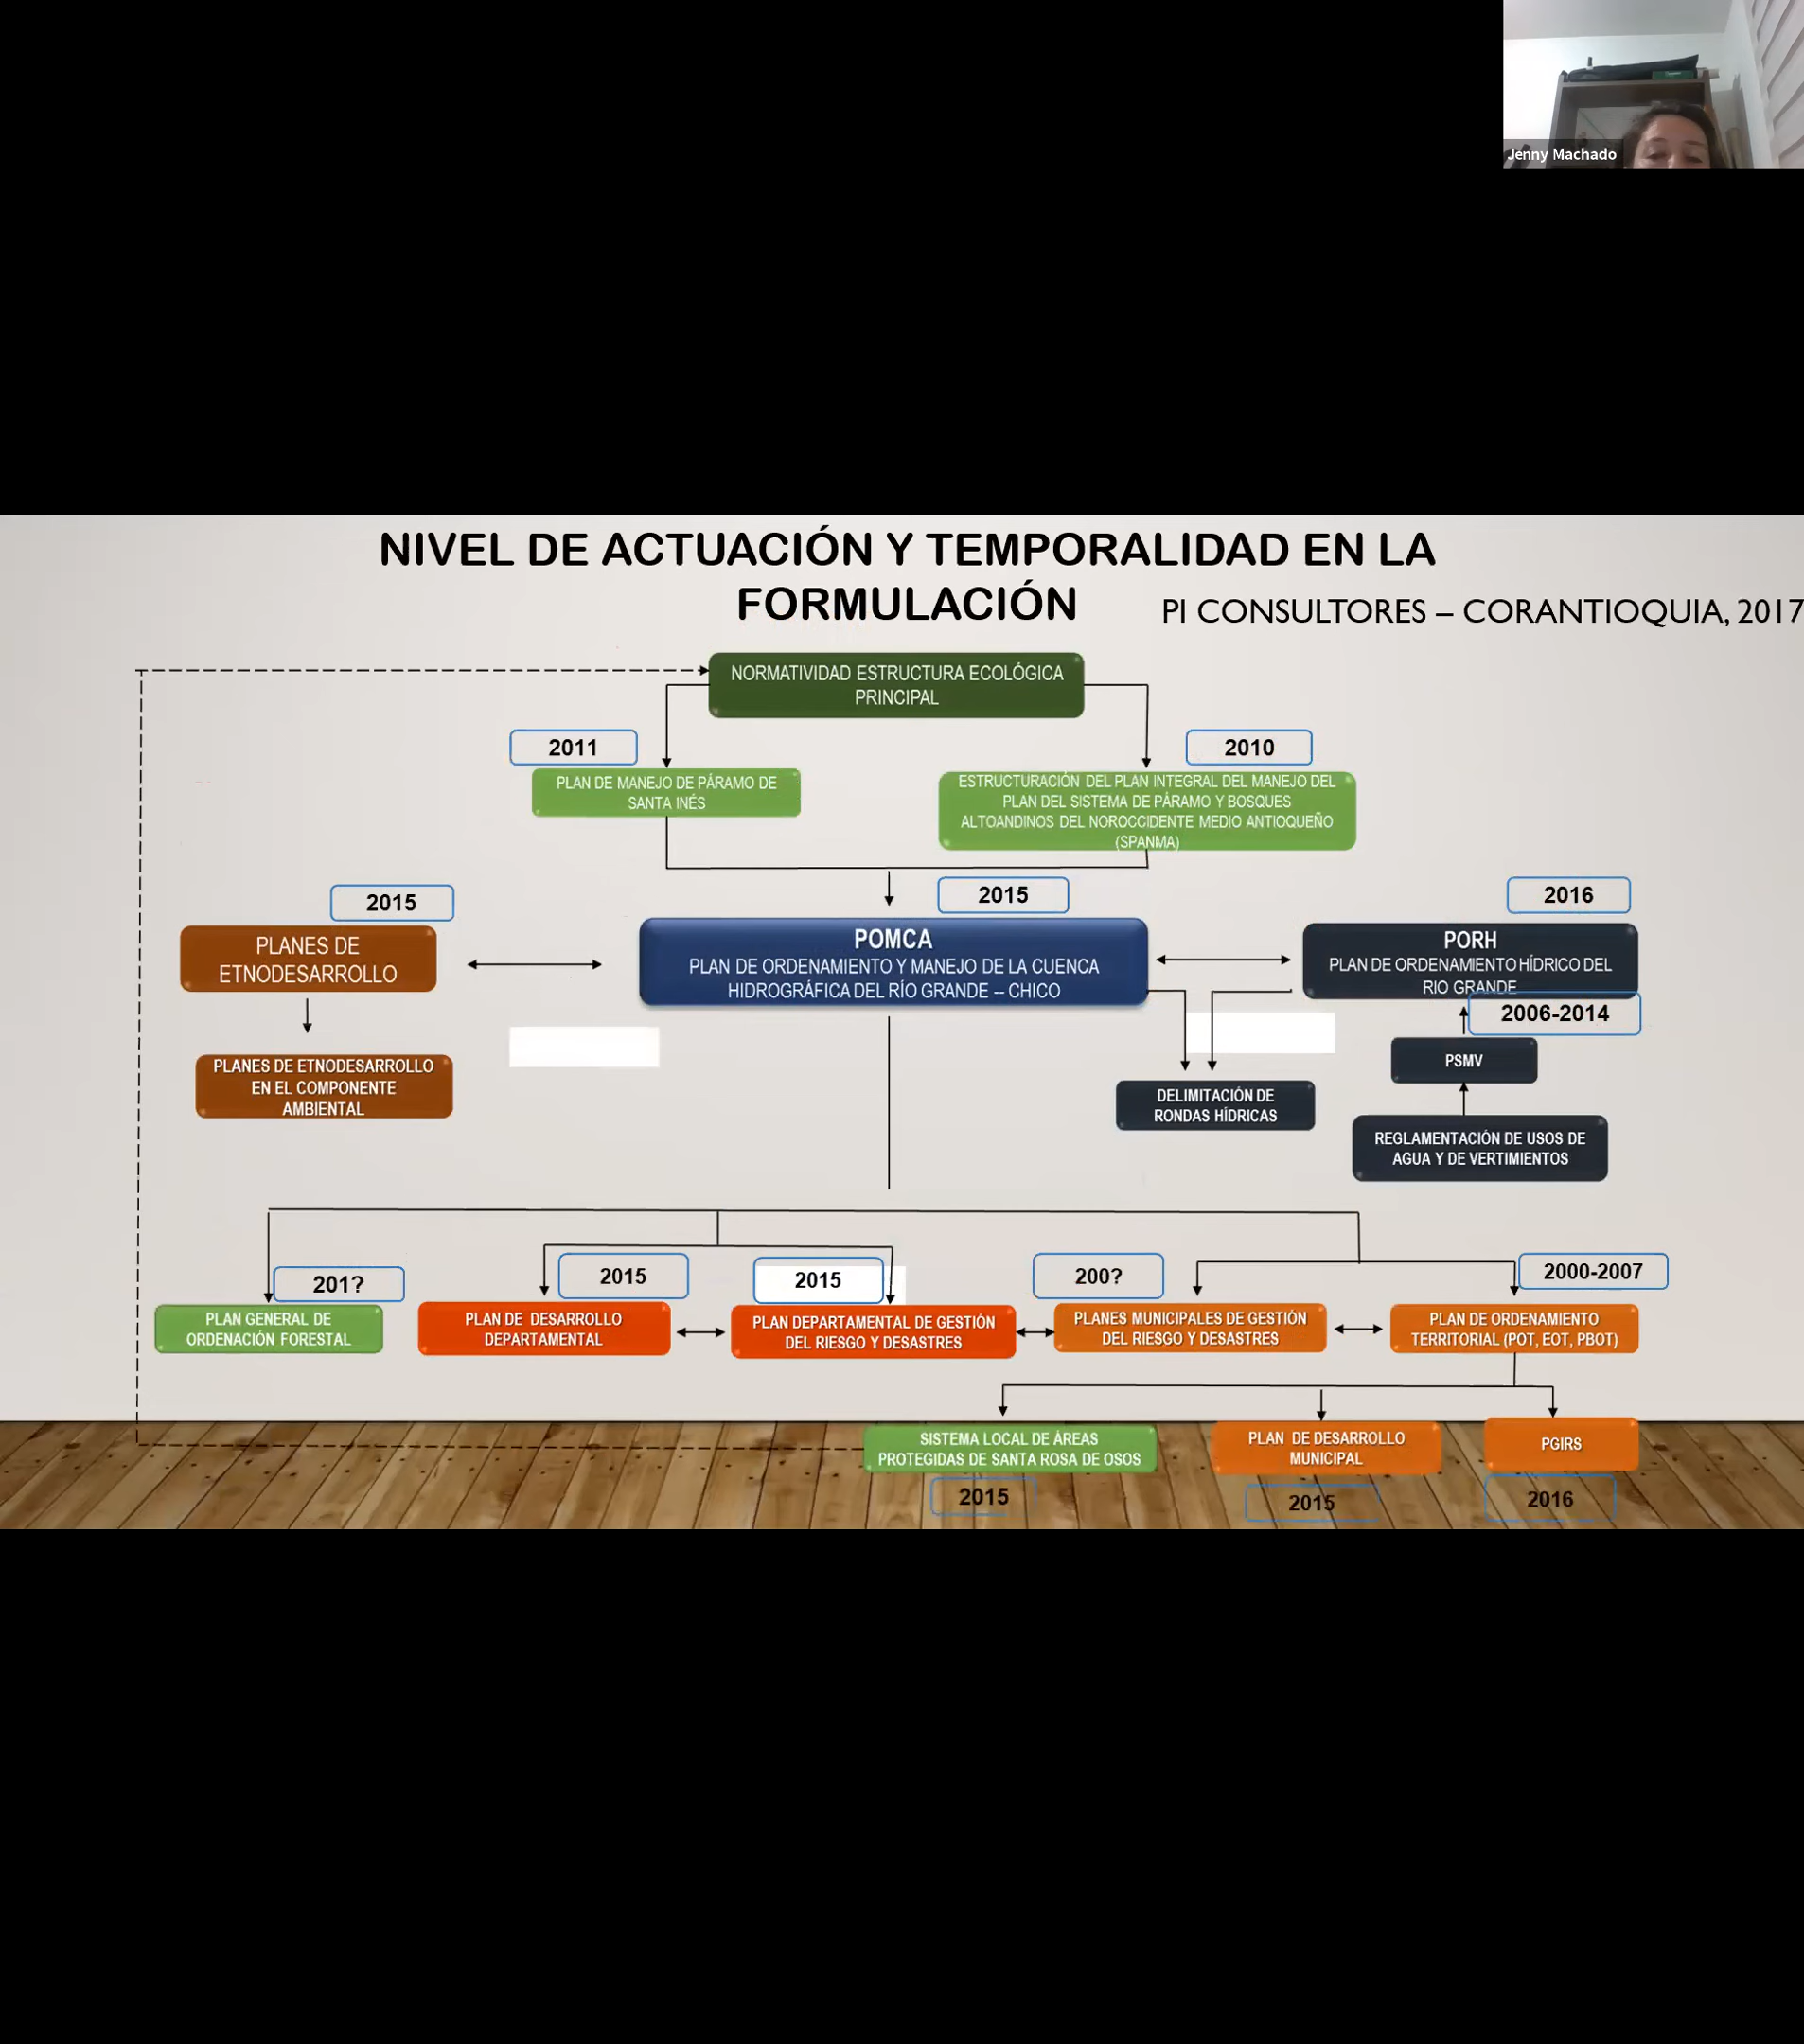 Jenny Machado
NIVEL DE ACTUACIÓN Y TEMPORALIDAD EN LA
FORMULACIÓN
PI CONSULTORES – CORANTIOQUIA, 2017
NORMATIVIDAD ESTRUCTURA ECOLÓGICA
PRINCIPAL
2011
PLAN DE MANEJO DE PÁRAMO DE
SANTA INÉS
2010
ESTRUCTURACIÓN DEL PLAN INTEGRAL DEL MANEJO DEL
PLAN DEL SISTEMA DE PÁRAMO Y BOSQUES
ALTOANDINOS DEL NOROCCIDENTE MEDIO ANTIOQUEÑO
(SPANMA)
2015
PLANES DE
ETNODESARROLLO
2015
POMCA
PLAN DE ORDENAMIENTO Y MANEJO DE LA CUENCA
HIDROGRÁFICA DEL RÍO GRANDE -- CHICO
2016
PORH
PLAN DE ORDENAMIENTO HÍDRICO DEL
RIO GRANDE
2006-2014
PSMV
PLANES DE ETNODESARROLLO
EN EL COMPONENTE
AMBIENTAL
DELIMITACIÓN DE
RONDAS HÍDRICAS
REGLAMENTACIÓN DE USOS DE
AGUA Y DE VERTIMIENTOS
201?
PLAN GENERAL DE
ORDENACIÓN FORESTAL
2015
PLAN DE DESARROLLO
DEPARTAMENTAL
2015
PLAN DEPARTAMENTAL DE GESTIÓN
DEL RIESGO Y DESASTRES
200?
PLANES MUNICIPALES DE GESTIÓN
DEL RIESGO Y DESASTRES
2000-2007
PLAN DE ORDENAMIENTO
TERRITORIAL (POT, EOT, PBOT)
SISTEMA LOCAL DE ÁREAS
PROTEGIDAS DE SANTA ROSA DE OSOS
2015
PLAN DE DESARROLLO
MUNICIPAL
2015
PGIRS
2016